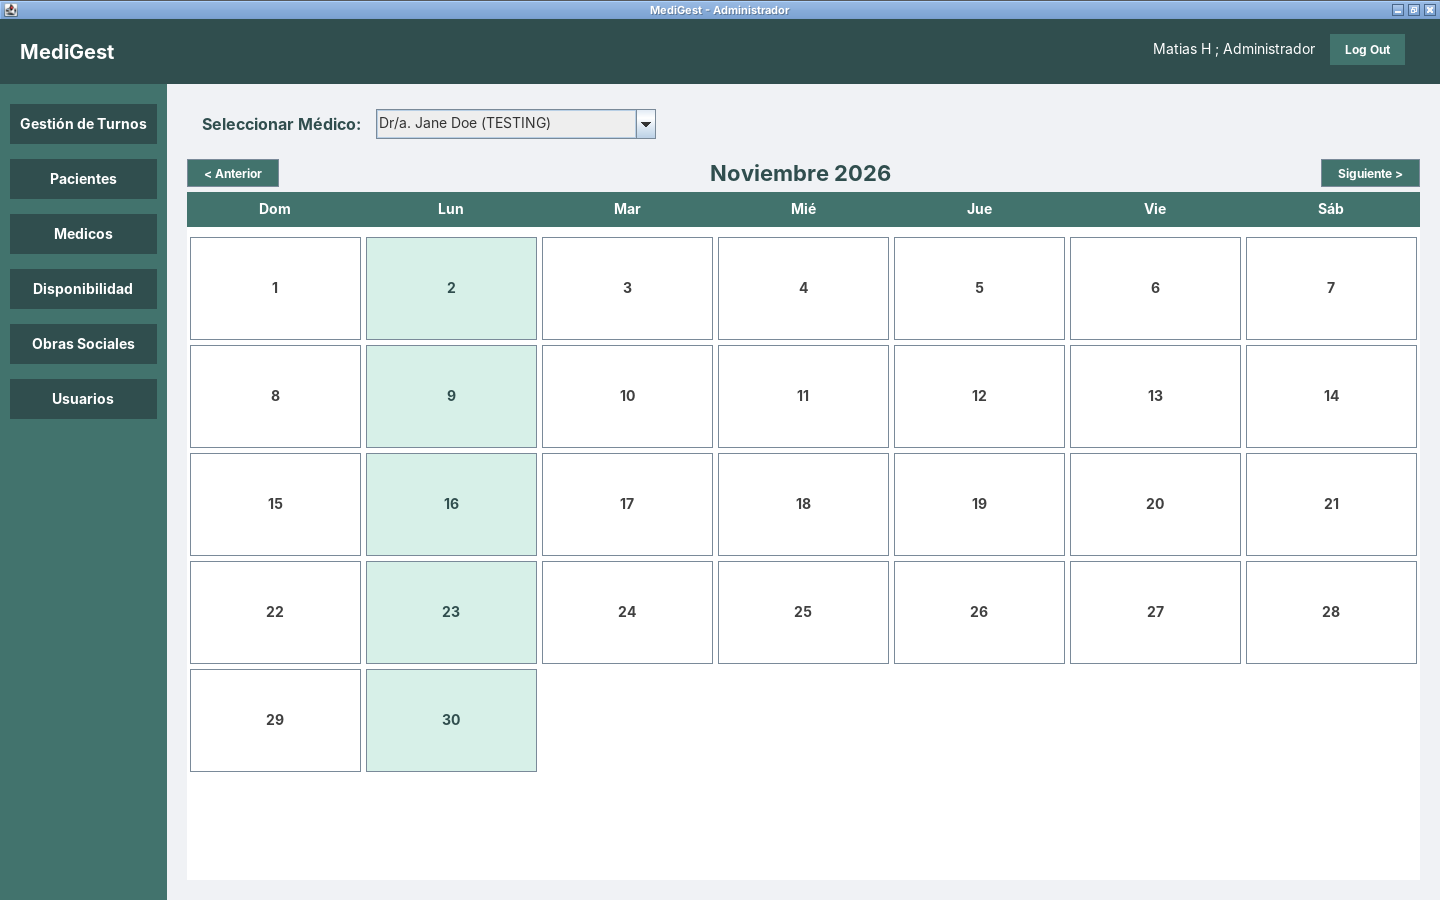 MediGest - Administrador
MediGest
Matias H ; Administrador
Log Out
Gestión de Turnos
Pacientes
Medicos
Disponibilidad
Obras Sociales
Usuarios
Seleccionar Médico:
Dr/a. Jane Doe (TESTING)
< Anterior
Noviembre 2026
Siguiente >
Dom Lun Mar Mié Jue Vie Sáb
1 2 3 4 5 6 7
8 9 10 11 12 13 14
15 16 17 18 19 20 21
22 23 24 25 26 27 28
29 30